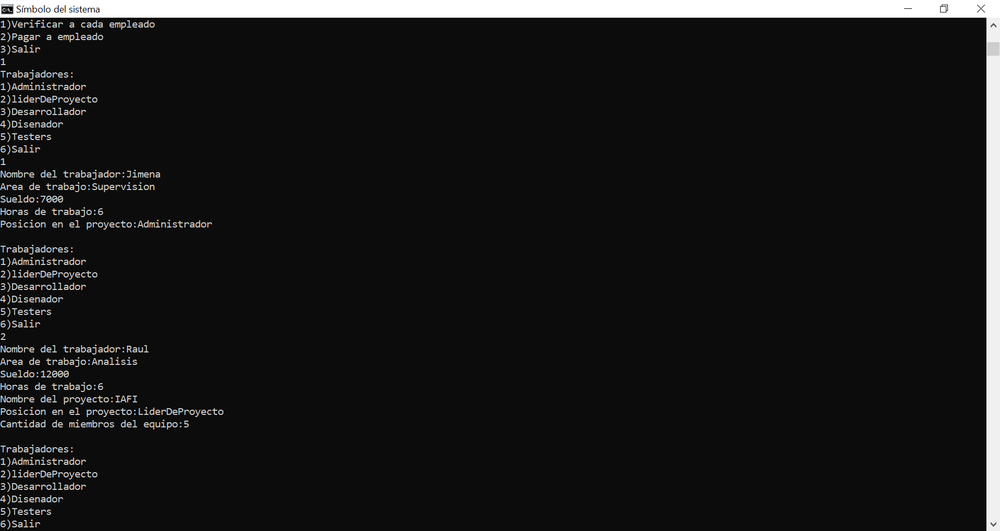 Símbolo del sistema
1)Verificar a cada empleado
2)Pagar a empleado
3)Salir
1
Trabajadores:
1)Administrador
2)liderDeProyecto
3)Desarrollador
4)Disenador
5)Testers
6)Salir
1
Nombre del trabajador:Jimena
Area de trabajo:Supervision
Sueldo:7000
Horas de trabajo:6
Posicion en el proyecto:Administrador
Trabajadores:
1)Administrador
2)liderDeProyecto
3)Desarrollador
4)Disenador
5)Testers
6)Salir
2
Nombre del trabajador:Raul
Area de trabajo:Analisis
Sueldo:12000
Horas de trabajo:6
Nombre del proyecto:IAFI
Posicion en el proyecto:LiderDeProyecto
Cantidad de miembros del equipo:5
Trabajadores:
1)Administrador
2)liderDeProyecto
3)Desarrollador
4)Disenador
5)Testers
6)Salir